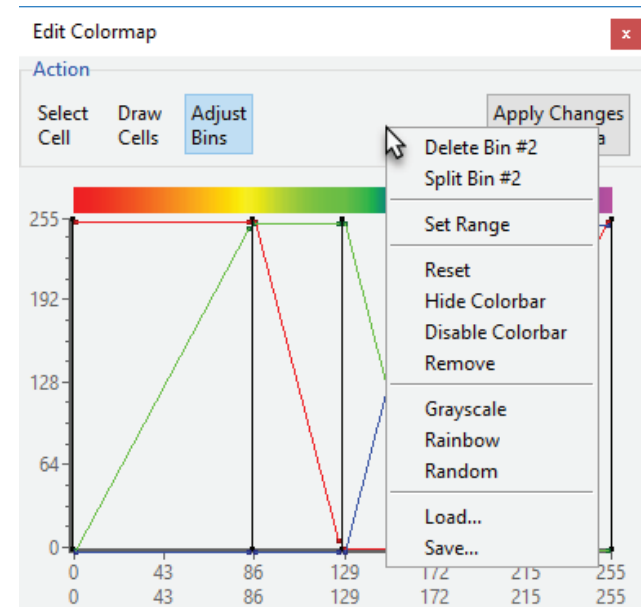 Edit Colormap
x
Action
Select
Cell
Draw
Cells
Adjust
Bins
Apply Changes
a
Delete Bin #2
Split Bin #2
Set Range
Reset
Hide Colorbar
Disable Colorbar
Remove
Grayscale
Rainbow
Random
Load...
Save...
255
192
128
64
0
0 43 86 129 172 215 255
0 43 86 129 172 215 255